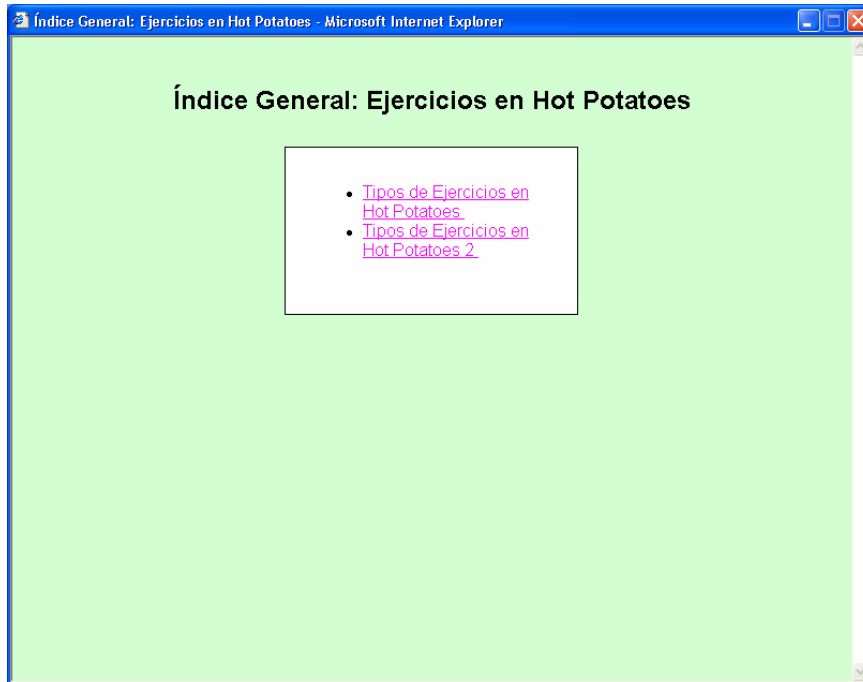 Índice General: Ejercicios en Hot Potatoes - Microsoft Internet Explorer
Índice General: Ejercicios en Hot Potatoes
Tipos de Ejercicios en
Hot Potatoes
Tipos de Ejercicios en
Hot Potatoes 2